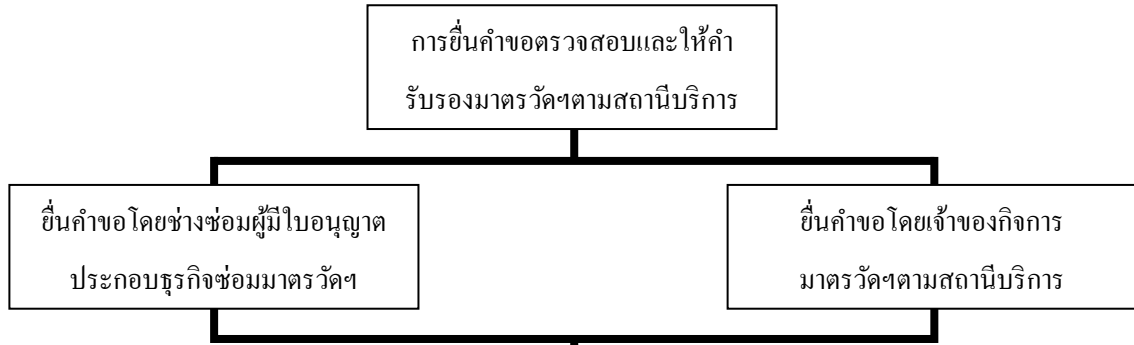 การยื่นคำขอตรวจสอบและให้คำ
รับรองมาตรวัดฯตามสถานีบริการ
ยื่นคำขอโดยช่างซ่อมผู้มีใบอนุญาต
ประกอบธุรกิจซ่อมมาตรวัดฯ
ยื่นคำขอโดยเจ้าของกิจการ
มาตรวัดฯตามสถานีบริการ